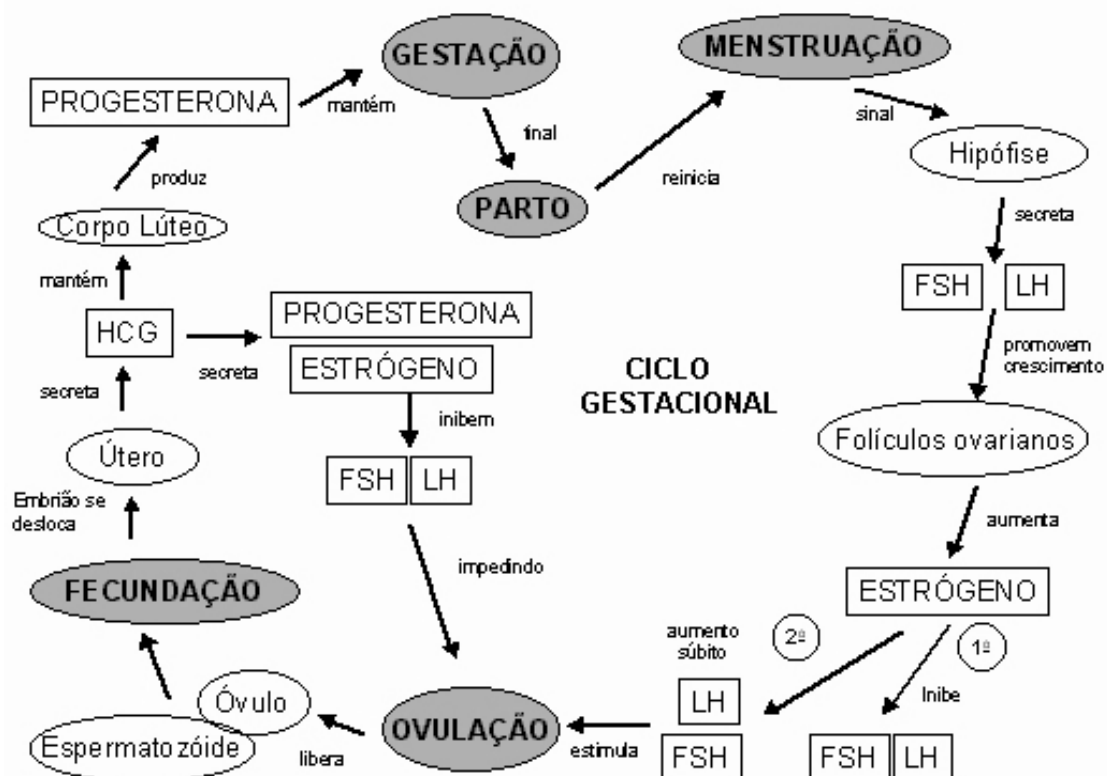 GESTAÇÃO
MENSTRUAÇÃO
PROGESTERONA
mantém
sinal
final
Hipófise
produz
PARTO
reinicia
secreta
Corpo Lúteo
mantém
FSH
LH
PROGESTERONA
HCG
secreta
ESTRÓGENO
CICLO
GESTACIONAL
promovem
crescimento
secreta
inibem
Folículos ovarianos
Útero
FSH
LH
Embrião se
desloca
aumenta
impedindo
FECUNDAÇÃO
ESTRÓGENO
aumento
súbito
2ª
1ª
Inibe
LH
Óvulo
OVULAÇÃO
Espermatozóide
libera
estimula
FSH
FSH
LH